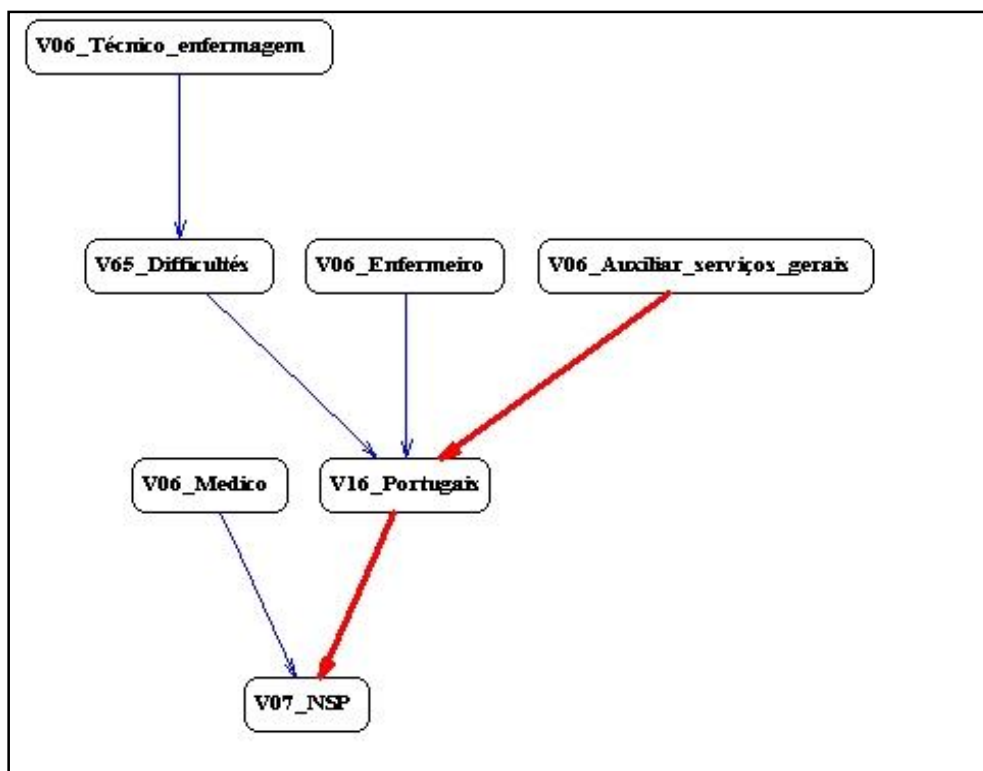 V06_Técnico_enfermagem
V65_Difficultés
V06_Enfermeiro
V06_Auxiliar_serviços_gerais
V06_Medico
V16_Portugais
V07_NSP